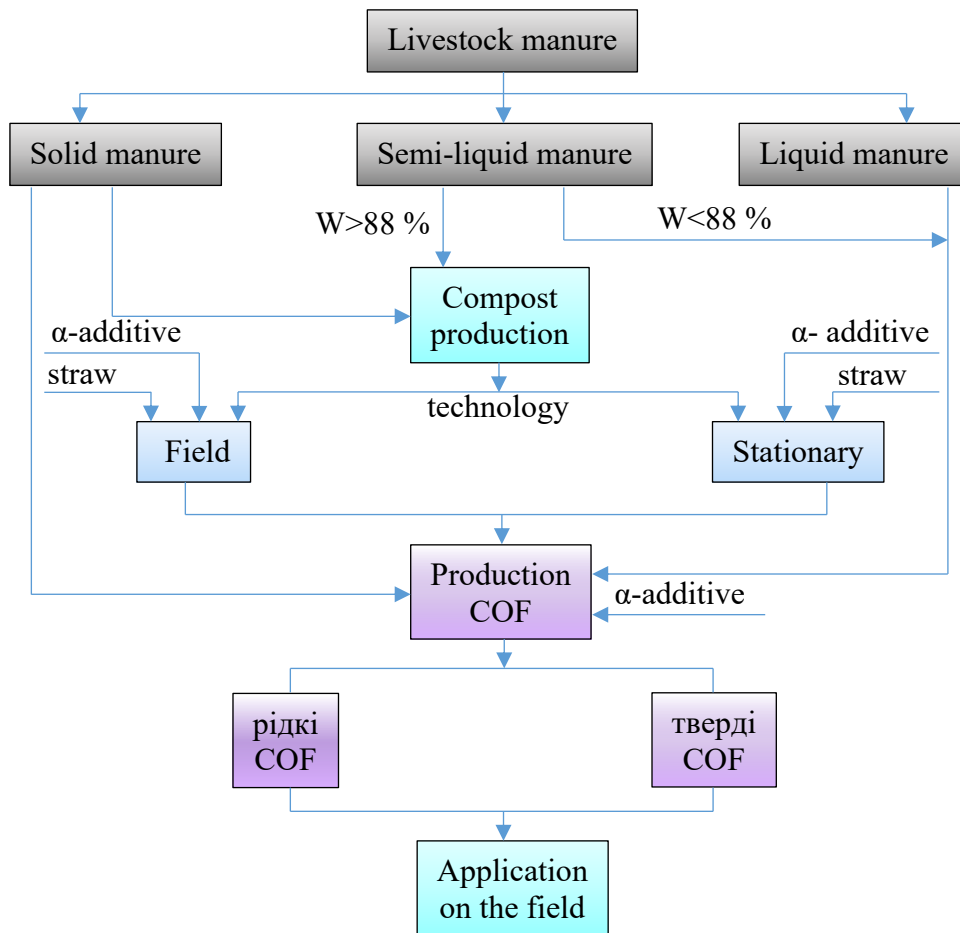 Livestock manure
Solid manure
Semi-liquid manure
Liquid manure
W>88 %
W<88 %
Compost
production
α-additive
straw
α- additive
straw
technology
Field
Stationary
Production
COF
α-additive
рідкі
COF
тверді
COF
Application
on the field